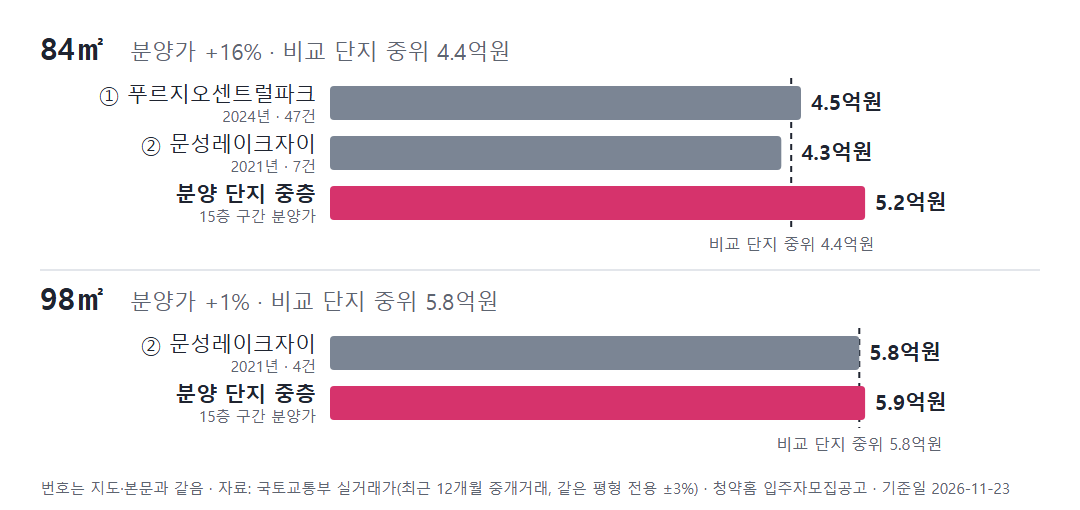 84㎡ 분양가 +16% · 비교 단지 중위 4.4억원
① 푸르지오센트럴파크 4.5억원
2024년 · 47건
② 문성레이크자이 4.3억원
2021년 · 7건
분양 단지 중층 5.2억원
15층 구간 분양가
비교 단지 중위 4.4억원
98㎡ 분양가 +1% · 비교 단지 중위 5.8억원
② 문성레이크자이 5.8억원
2021년 · 4건
분양 단지 중층 5.9억원
15층 구간 분양가
비교 단지 중위 5.8억원
번호는 지도·본문과 같음 · 자료: 국토교통부 실거래가(최근 12개월 중개거래, 같은 평형 전용 ±3%) · 청약홈 입주자모집공고 · 기준일 2026-11-23